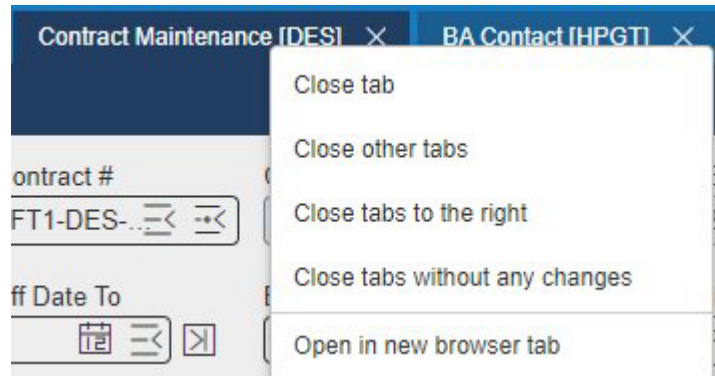 Contract Maintenance [DES]
BA Contact [HPGT]
Close tab
Close other tabs
ontract #
Close tabs to the right
FT1-DES-...
Close tabs without any changes
ff Date To
12
Open in new browser tab